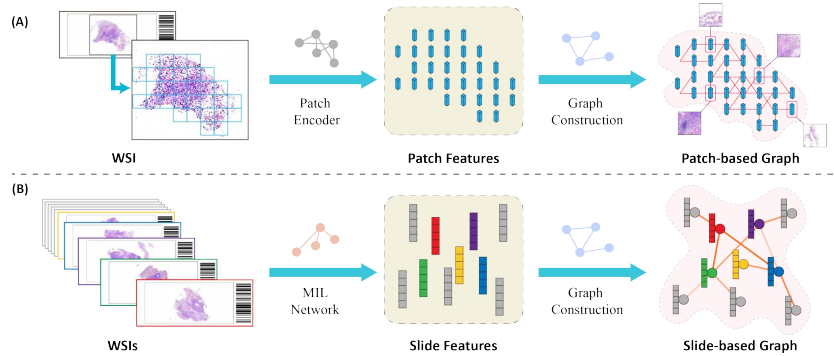 (A)
Patch
Encoder
Graph
Construction
WSI
Patch Features
Patch-based Graph
(B)
MIL
Network
Graph
Construction
WSIs
Slide Features
Slide-based Graph